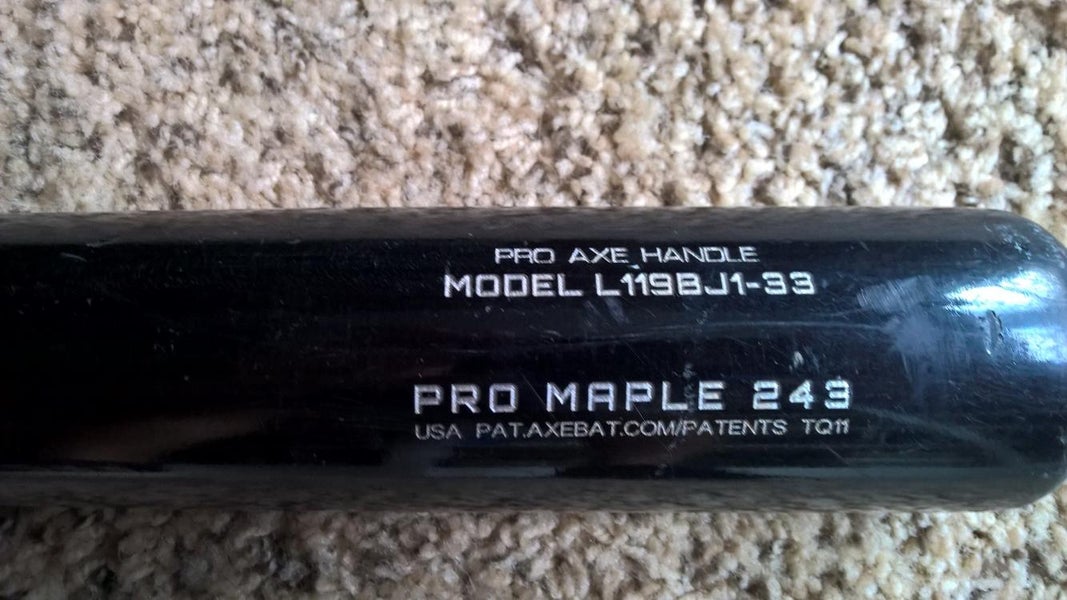 PRO AXE HANDLE
MODEL L119BJ1-33
PRO MAPLE 243
USA PAT.AXEBAT.COM/PATENTS TQ11